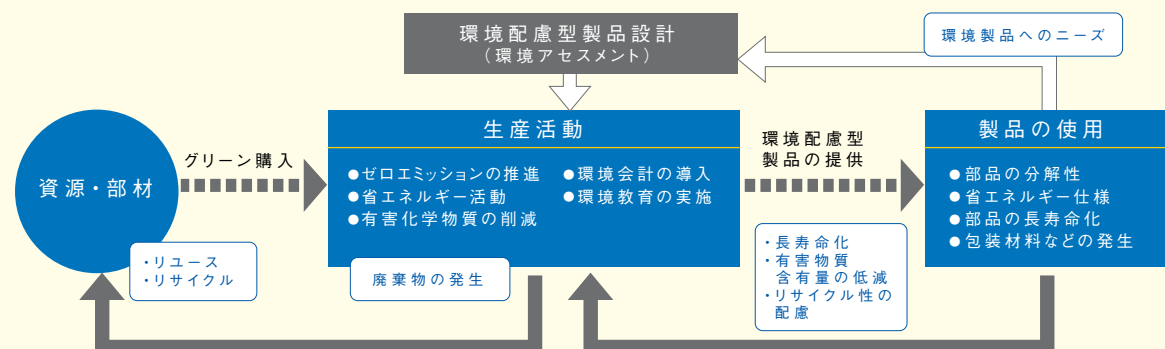 環境配慮型製品設計
（環境アセスメント）
環境製品へのニーズ
資源・部材
・リユース
・リサイクル
グリーン購入
生産活動
●ゼロエミッションの推進
●省エネルギー活動
●有害化学物質の削減
●環境会計の導入
●環境教育の実施
廃棄物の発生
環境配慮型
製品の提供
・長寿命化
・有害物質
含有量の低減
・リサイクル性の
配慮
製品の使用
●部品の分解性
●省エネルギー仕様
●部品の長寿命化
●包装材料などの発生